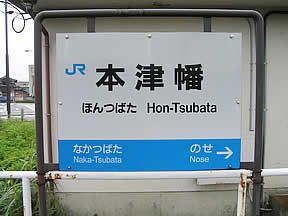 JR 本津幡
ほんつばた Hon-Tsubata
なかつばた のせ →
Naka-Tsubata Nose